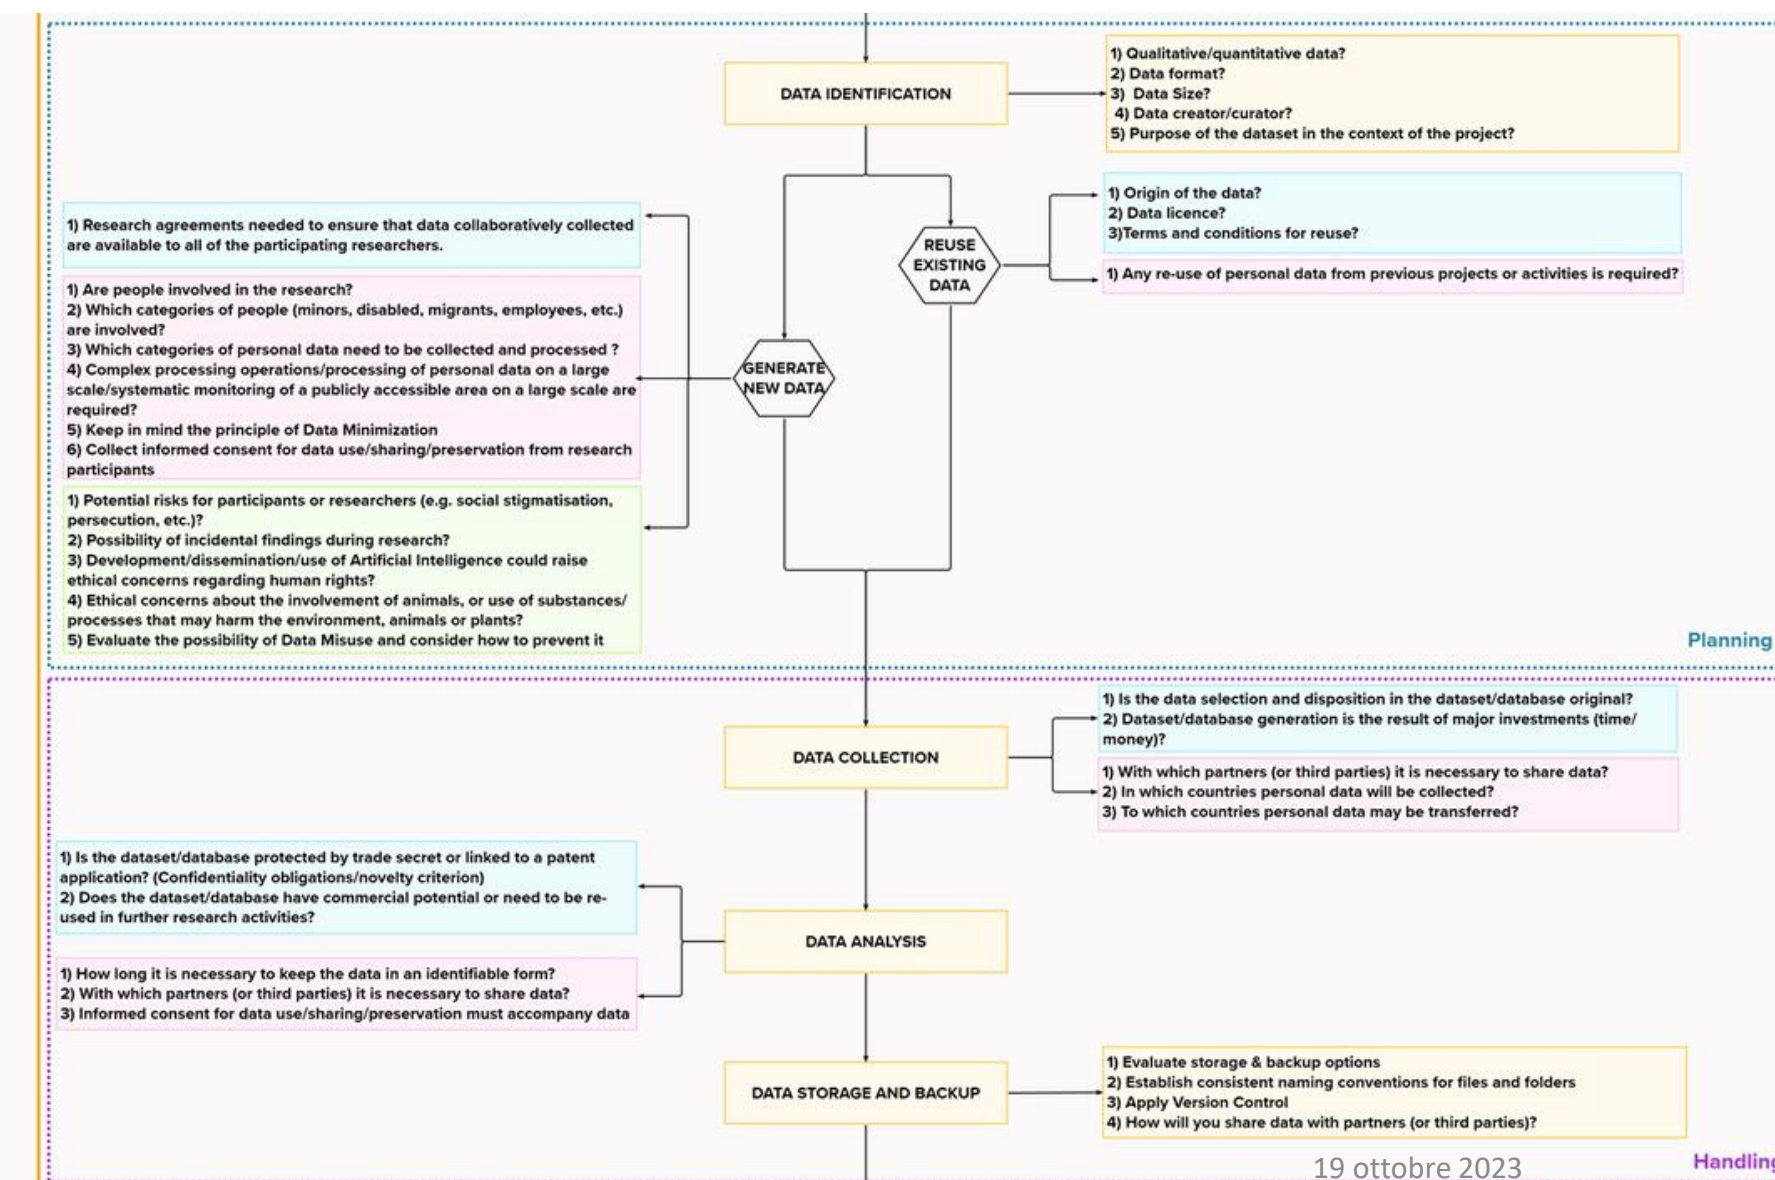 DATA IDENTIFICATION
1) Qualitative/quantitative data?
2) Data format?
3) Data Size?
4) Data creator/curator?
5) Purpose of the dataset in the context of the project?
REUSE
EXISTING
DATA
1) Origin of the data?
2) Data licence?
3)Terms and conditions for reuse?
1) Any re-use of personal data from previous projects or activities is required?
GENERATE
NEW DATA
1) Research agreements needed to ensure that data collaboratively collected
are available to all of the participating researchers.
1) Are people involved in the research?
2) Which categories of people (minors, disabled, migrants, employees, etc.)
are involved?
3) Which categories of personal data need to be collected and processed ?
4) Complex processing operations/processing of personal data on a large
scale/systematic monitoring of a publicly accessible area on a large scale are
required?
5) Keep in mind the principle of Data Minimization
6) Collect informed consent for data use/sharing/preservation from research
participants
1) Potential risks for participants or researchers (e.g. social stigmatisation,
persecution, etc.)?
2) Possibility of incidental findings during research?
3) Development/dissemination/use of Artificial Intelligence could raise
ethical concerns regarding human rights?
4) Ethical concerns about the involvement of animals, or use of substances/
processes that may harm the environment, animals or plants?
5) Evaluate the possibility of Data Misuse and consider how to prevent it
Planning
DATA COLLECTION
1) Is the data selection and disposition in the dataset/database original?
2) Dataset/database generation is the result of major investments (time/
money)?
1) With which partners (or third parties) it is necessary to share data?
2) In which countries personal data will be collected?
3) To which countries personal data may be transferred?
DATA ANALYSIS
1) Is the dataset/database protected by trade secret or linked to a patent
application? (Confidentiality obligations/novelty criterion)
2) Does the dataset/database have commercial potential or need to be re-
used in further research activities?
1) How long it is necessary to keep the data in an identifiable form?
2) With which partners (or third parties) it is necessary to share data?
3) Informed consent for data use/sharing/preservation must accompany data
DATA STORAGE AND BACKUP
1) Evaluate storage & backup options
2) Establish consistent naming conventions for files and folders
3) Apply Version Control
4) How will you share data with partners (or third parties)?
19 ottobre 2023
Handling